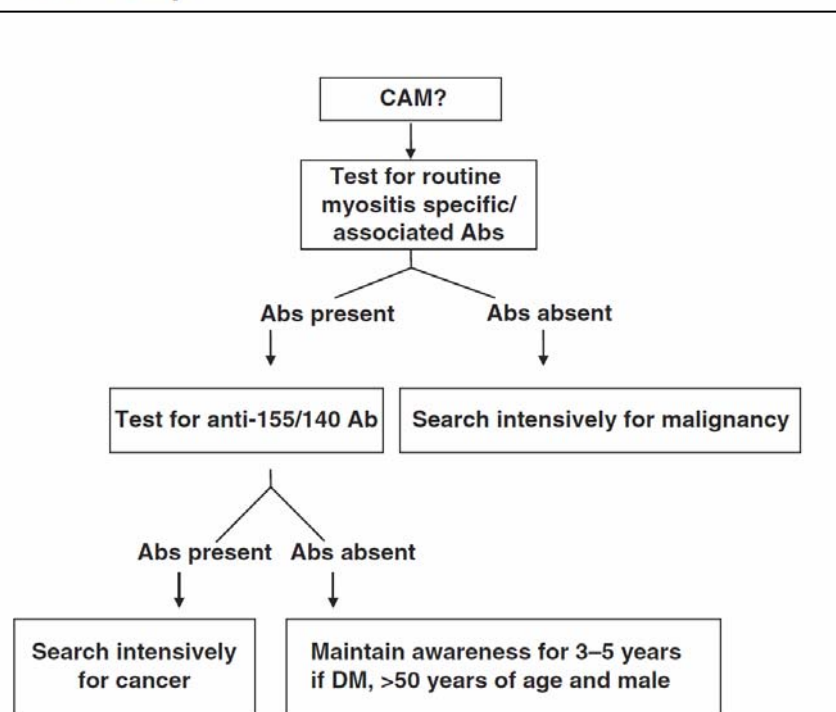 CAM?
Test for routine
myositis specific/
associated Abs
Abs present
Abs absent
Test for anti-155/140 Ab
Search intensively for malignancy
Abs present
Abs absent
Search intensively
for cancer
Maintain awareness for 3–5 years
if DM, >50 years of age and male